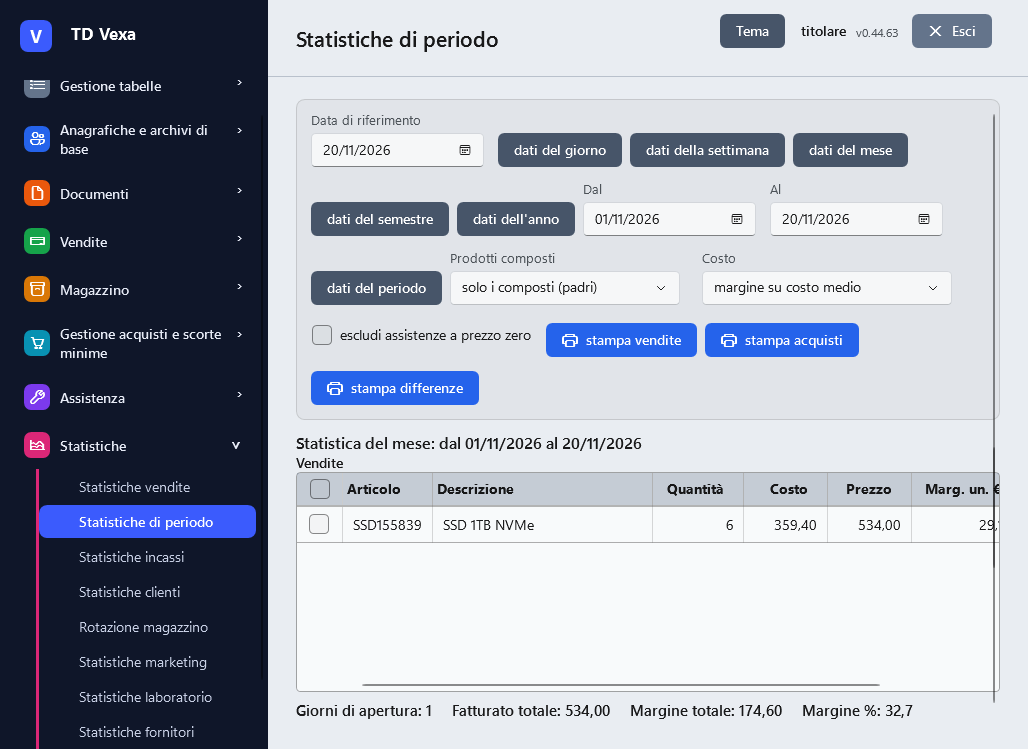 V TD Vexa
Gestione tabelle
Anagrafiche e archivi di
base
Documenti
Vendite
Magazzino
Gestione acquisti e scorte
minime
Assistenza
Statistiche
Statistiche vendite
Statistiche di periodo
Statistiche incassi
Statistiche clienti
Rotazione magazzino
Statistiche marketing
Statistiche laboratorio
Statistiche fornitori
Statistiche di periodo
Tema titolare v0.44.63 Esci
Data di riferimento
20/11/2026 dati del giorno dati della settimana dati del mese
Dal Al
dati del semestre dati dell'anno 01/11/2026 20/11/2026
Prodotti composti Costo
dati del periodo solo i composti (padri) margine su costo medio
escludi assistenze a prezzo zero stampa vendite stampa acquisti
stampa differenze
Statistica del mese: dal 01/11/2026 al 20/11/2026
Vendite
Articolo Descrizione Quantità Costo Prezzo Marg. un. €
SSD155839 SSD 1TB NVMe 6 359,40 534,00 29,
Giorni di apertura: 1 Fatturato totale: 534,00 Margine totale: 174,60 Margine %: 32,7